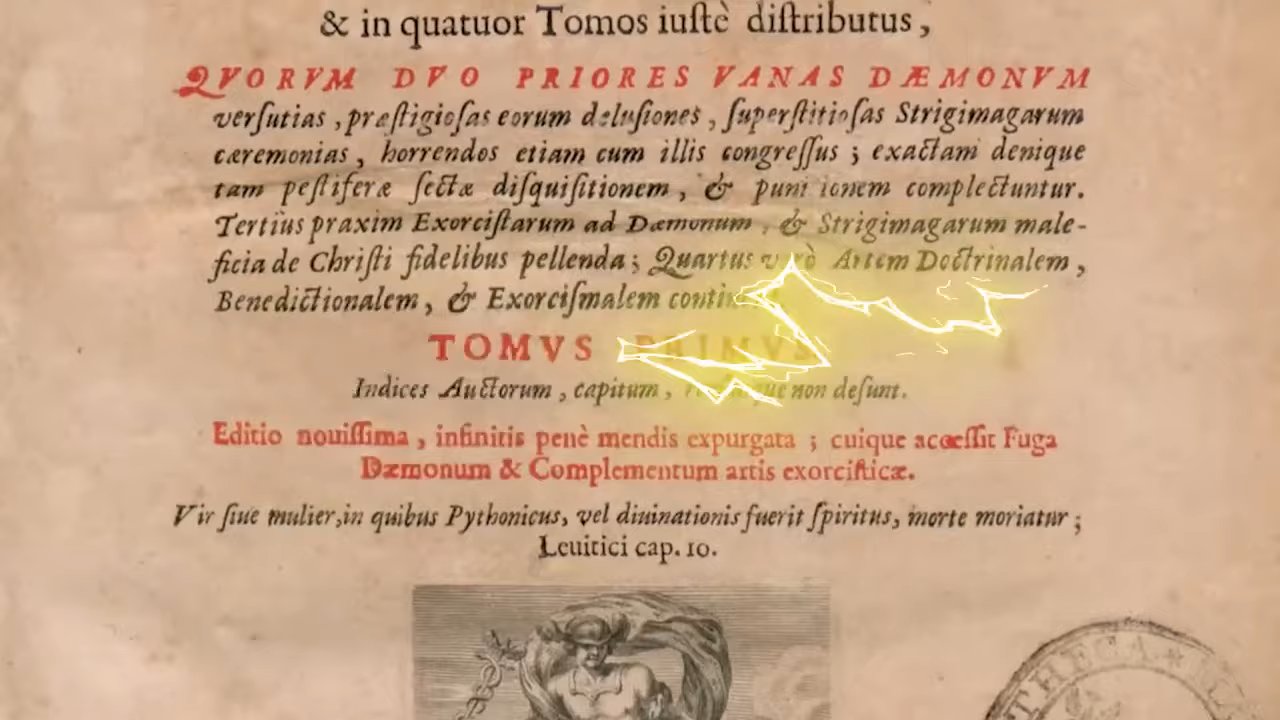 & in quatuor Tomos iustè distributus,
QVORVM DVO PRIORES VANAS DÆMONVM
versutias, præstigiosas eorum delusiones, superstitiosas Strigimagarum
cæremonias, horrendos etiam cum illis congressus; exactam denique
tam pestiferæ sectæ disquisitionem, & punitionem complectuntur.
Tertius praxim Exorcistarum ad Dæmonum, & Strigimagarum male-
ficia de Christi fidelibus pellenda; Quartus verò Artem Doctrinalem,
Benedictionalem, & Exorcismalem
TOMVS PRIMVS
Indices Auctorum, capitum, non desunt.
Editio nouissima, infinitis penè mendis expurgata; cuique accessit Fuga
Dæmonum & Complementum artis exorcisticæ.
Vir siue mulier, in quibus Pythonicus, vel diuinationis fuerit spiritus, morte moriatur;
Leuitici cap. 10.
THECA